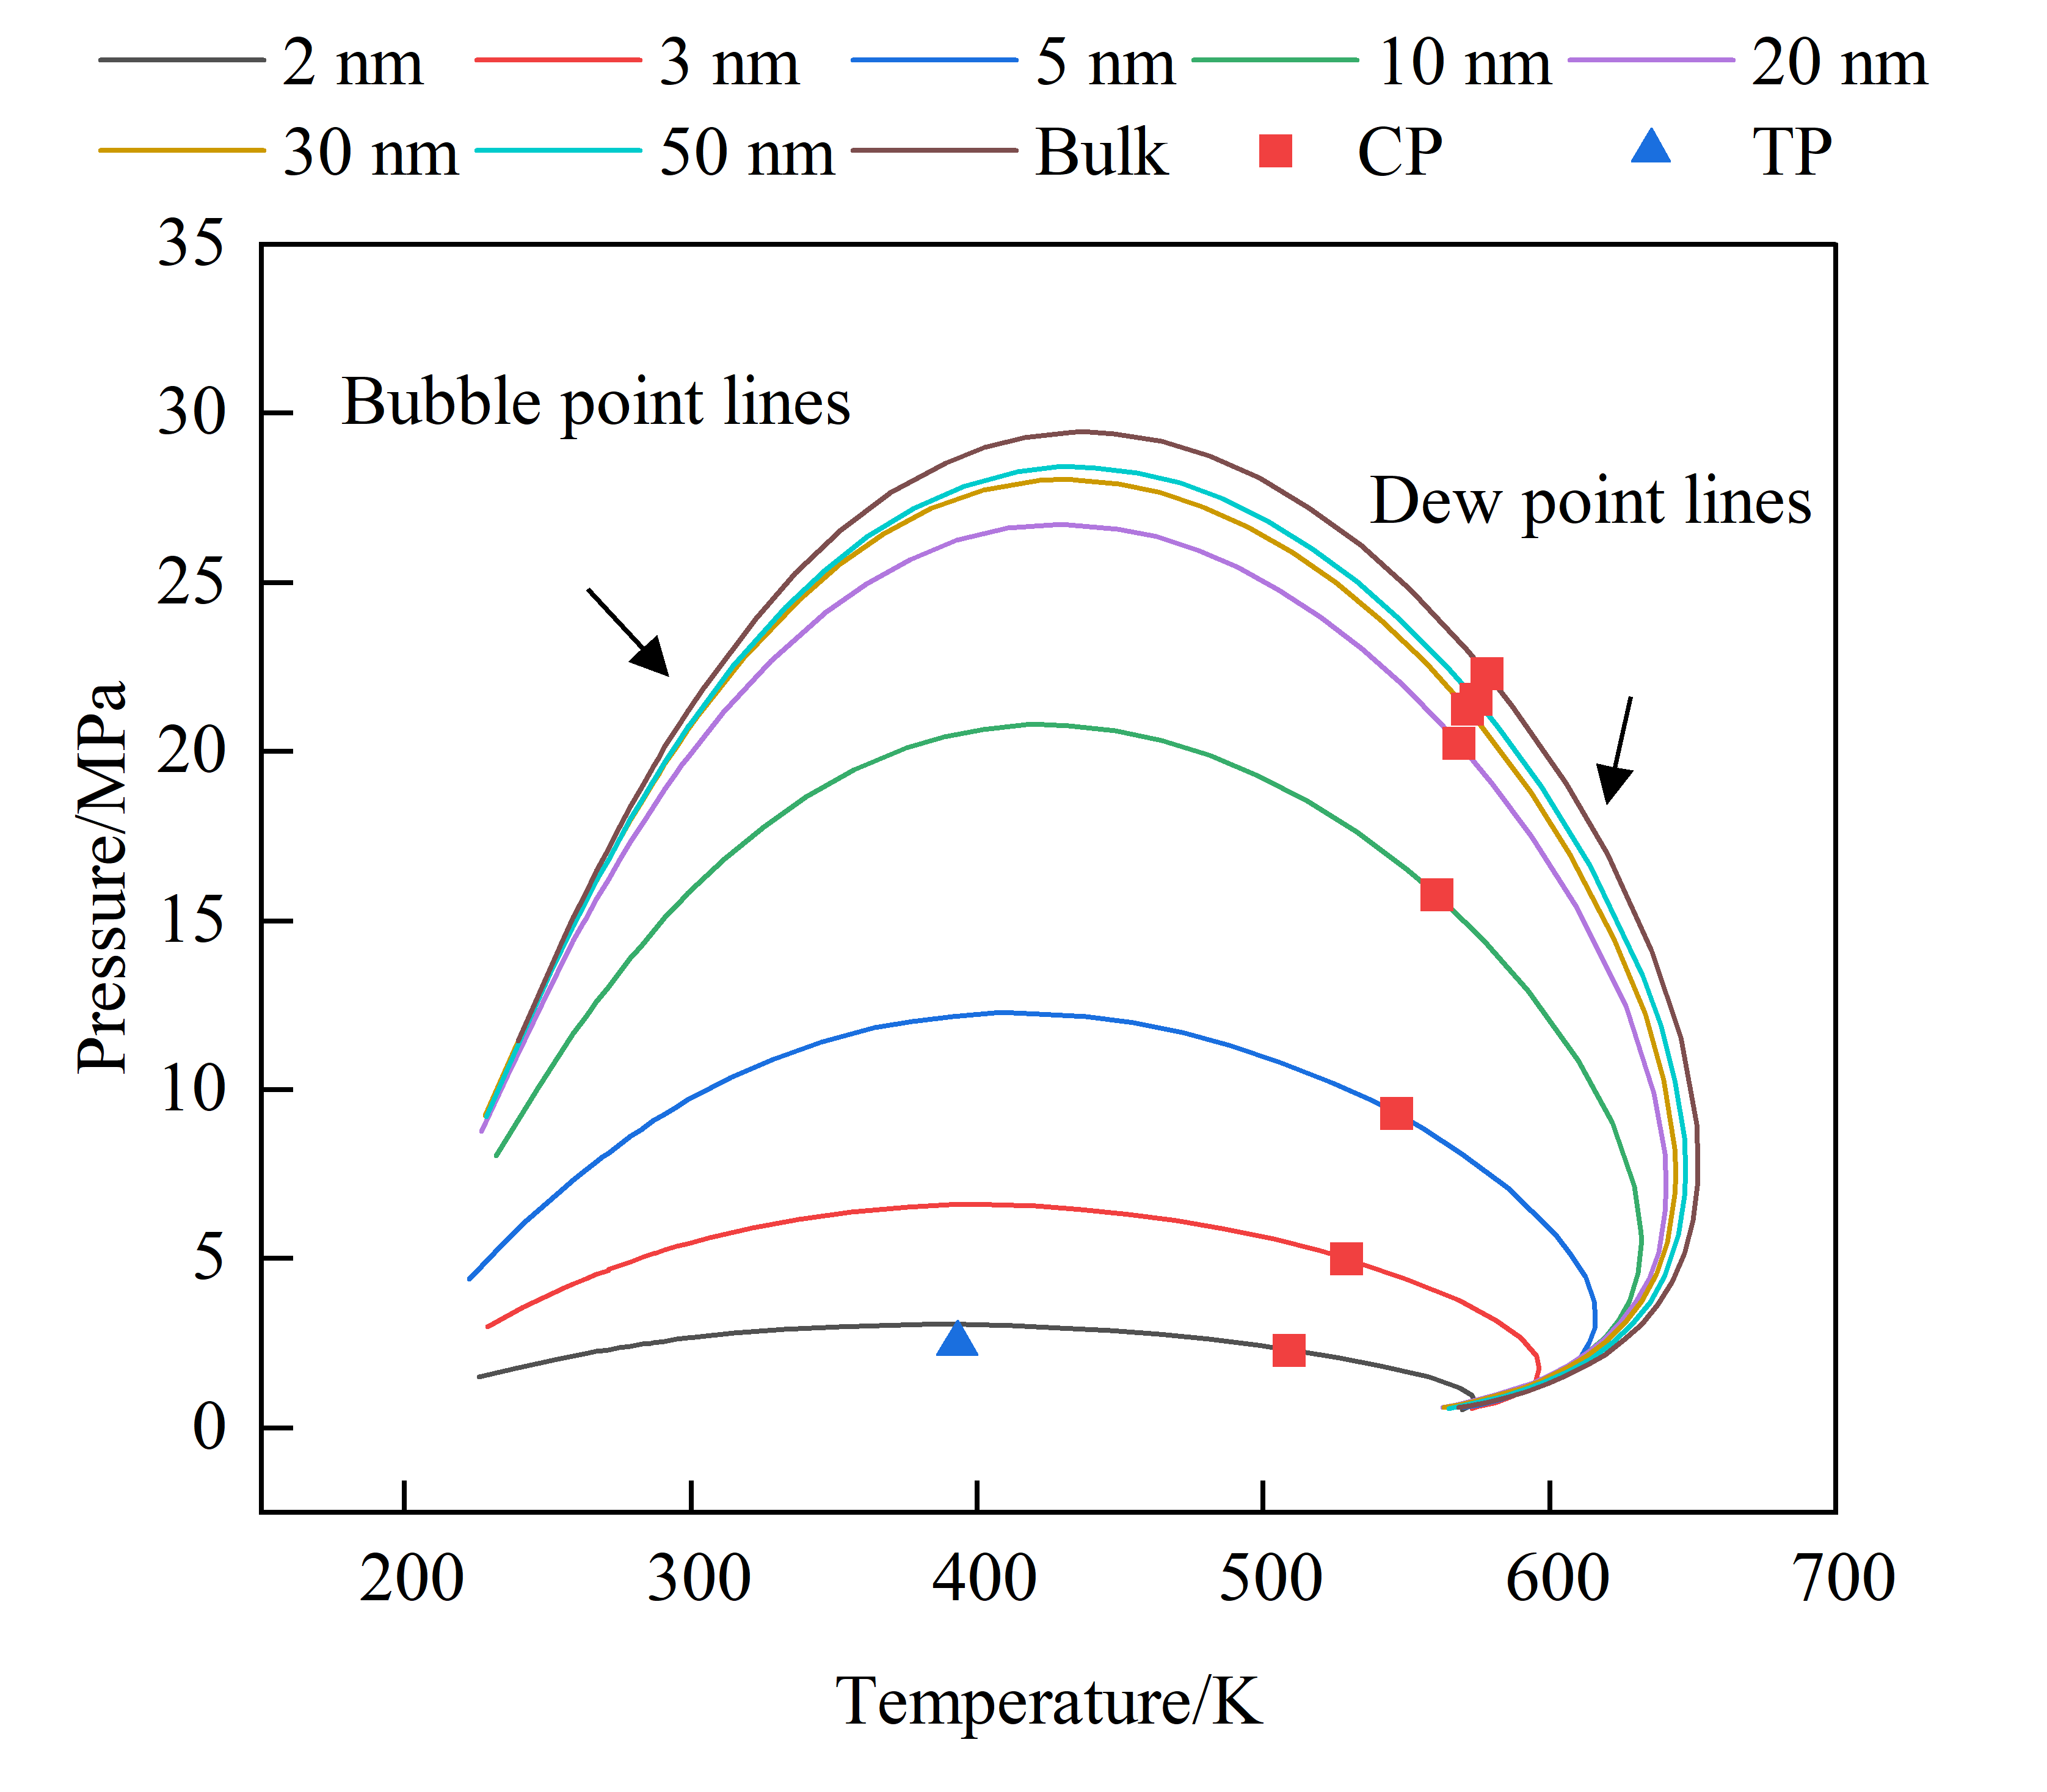 2 nm 3 nm 5 nm 10 nm 20 nm
30 nm 50 nm Bulk CP TP
35
30
25
20
15
10
5
0
Bubble point lines
Dew point lines
Pressure/MPa
200 300 400 500 600 700
Temperature/K